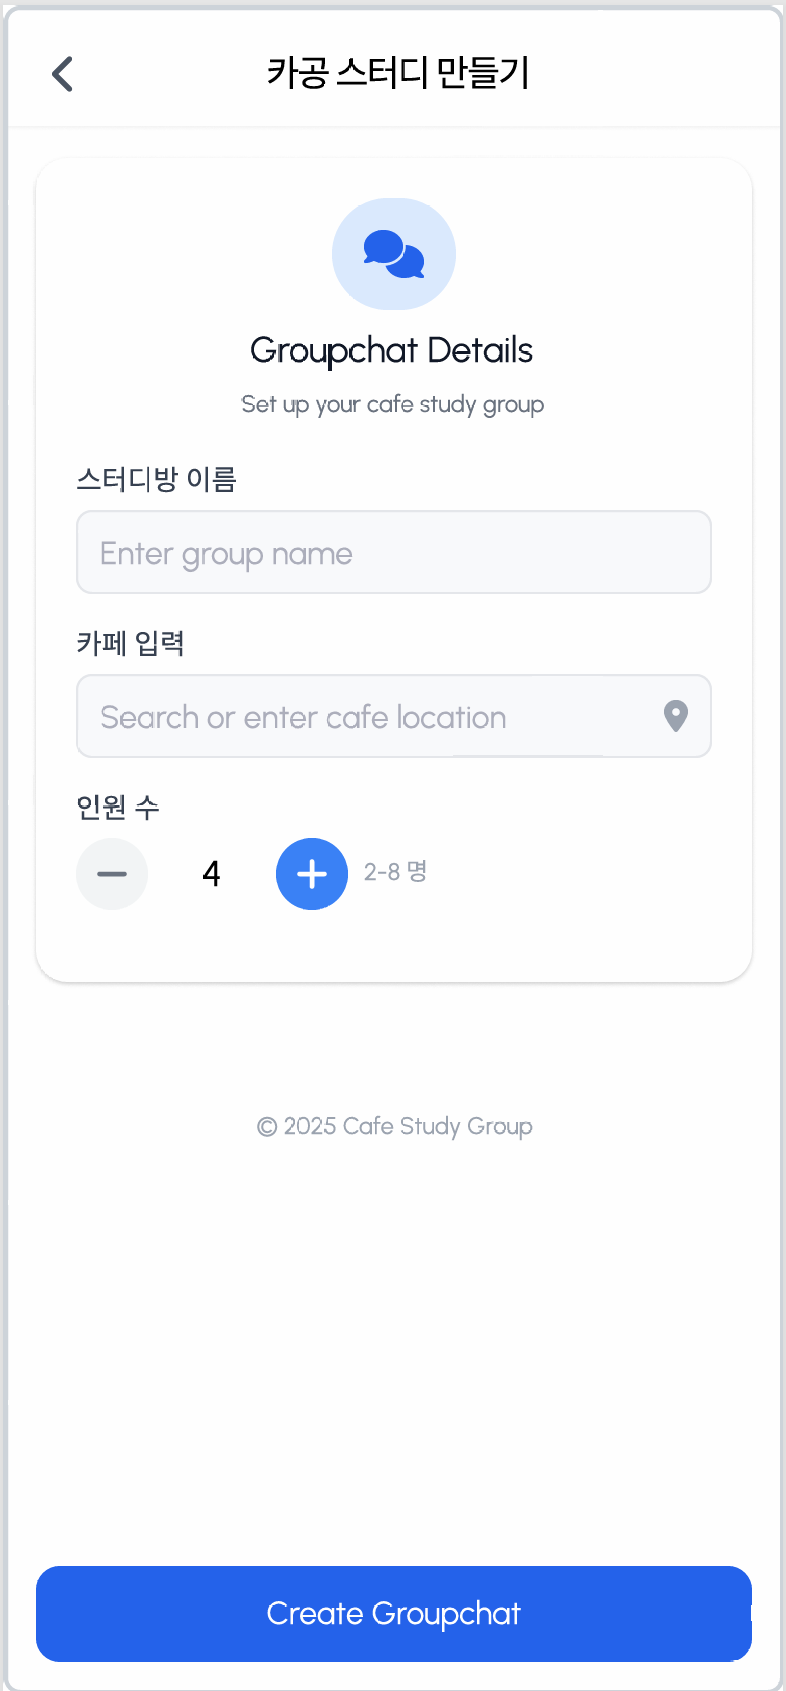 카공 스터디 만들기
Groupchat Details
Set up your cafe study group
스터디방 이름
Enter group name
카페 입력
Search or enter cafe location
인원 수
4
2-8 명
© 2025 Cafe Study Group
Create Groupchat